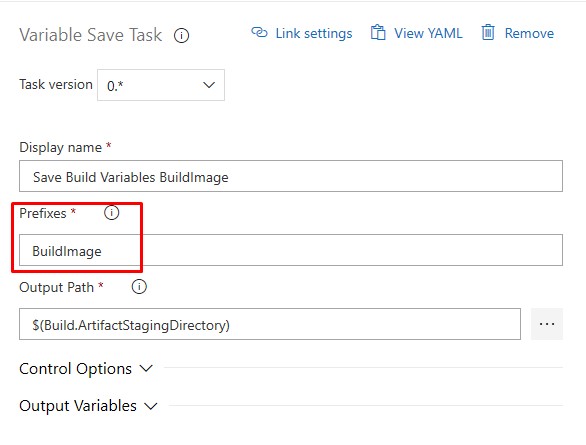 Variable Save Task Link settings View YAML Remove
Task version 0.*
Display name *
Save Build Variables BuildImage
Prefixes *
BuildImage
Output Path *
$(Build.ArtifactStagingDirectory) ...
Control Options
Output Variables